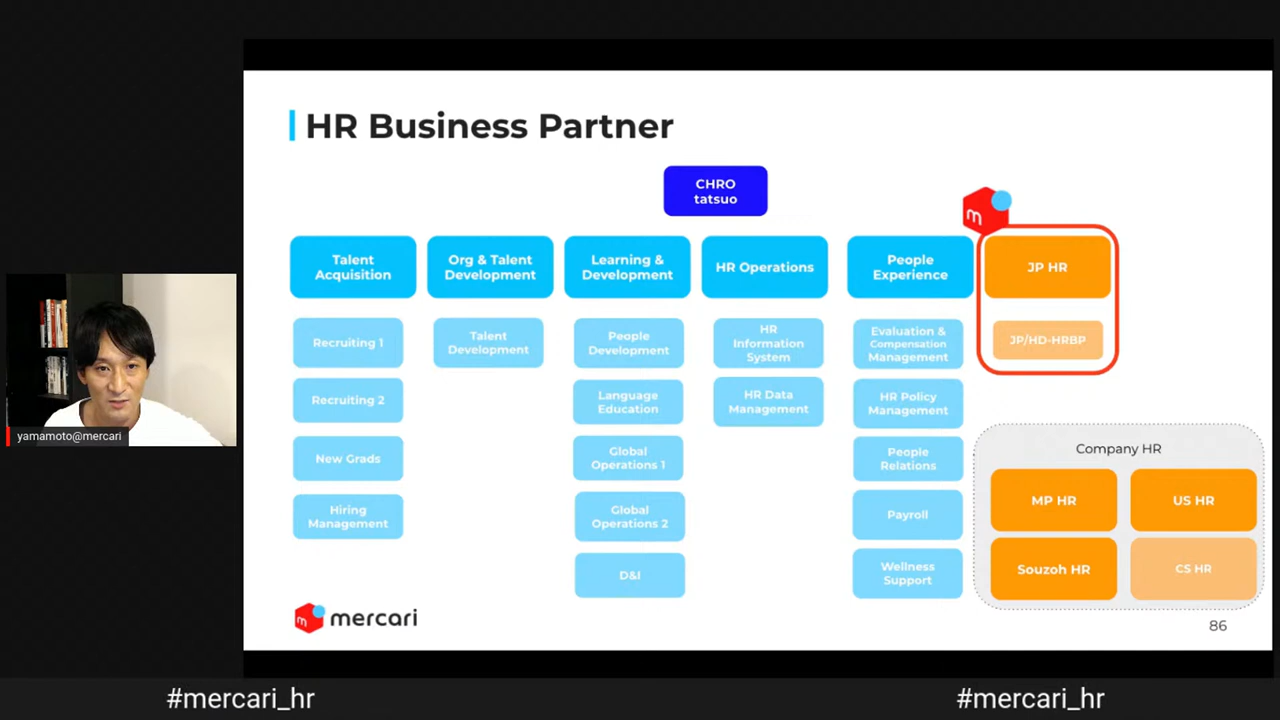 HR Business Partner
CHRO
tatsuo
Talent
Acquisition
Org & Talent
Development
Learning &
Development
HR Operations
People
Experience
JP HR
Recruiting 1
Recruiting 2
New Grads
Hiring
Management
Talent
Development
People
Development
Language
Education
Global
Operations 1
Global
Operations 2
D&I
HR
Information
System
HR Data
Management
Evaluation &
Compensation
Management
HR Policy
Management
People
Relations
Payroll
Wellness
Support
JP/HD-HRBP
Company HR
MP HR
US HR
Souzoh HR
CS HR
m
m
mercari
86
yamamoto@mercari
#mercari_hr
#mercari_hr